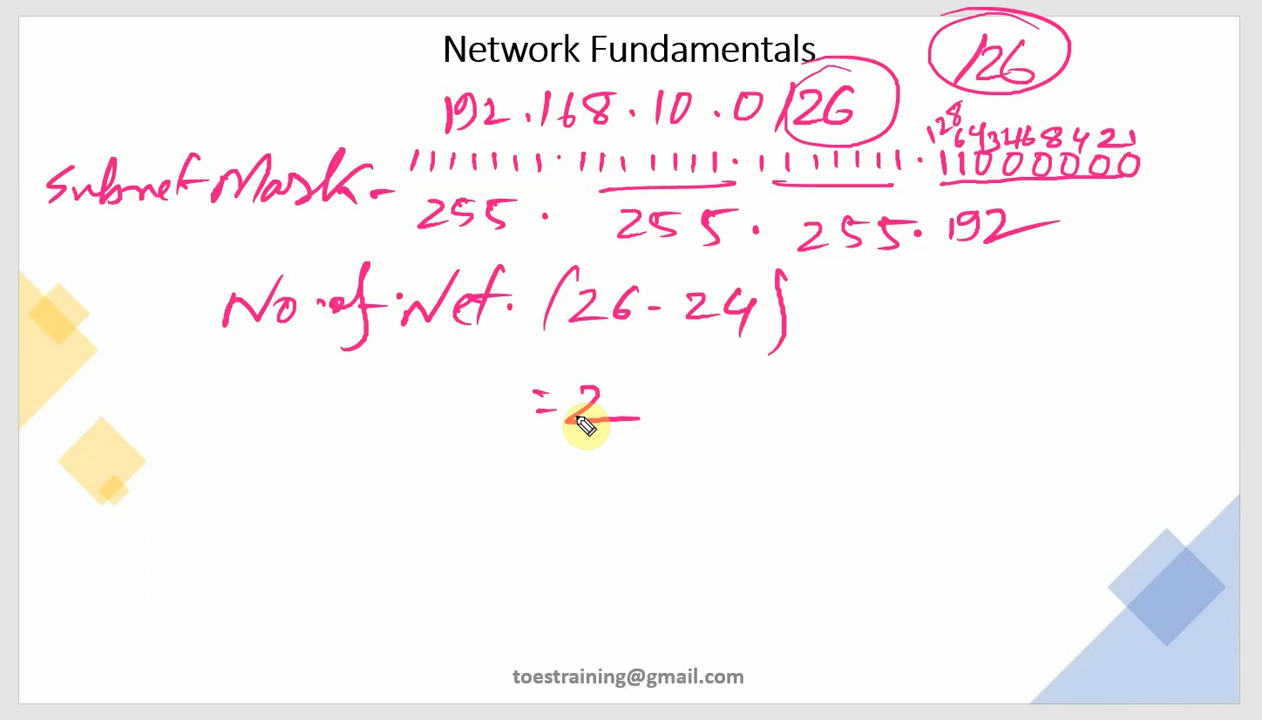 Network Fundamentals
/26
192.168.10.0/26
128 64 32 16 8 4 2 1
Subnet Mask - 11111111.11111111.11111111.11000000
255.255.255.192
No.of.Net. (26-24)
= 2
toestraining@gmail.com